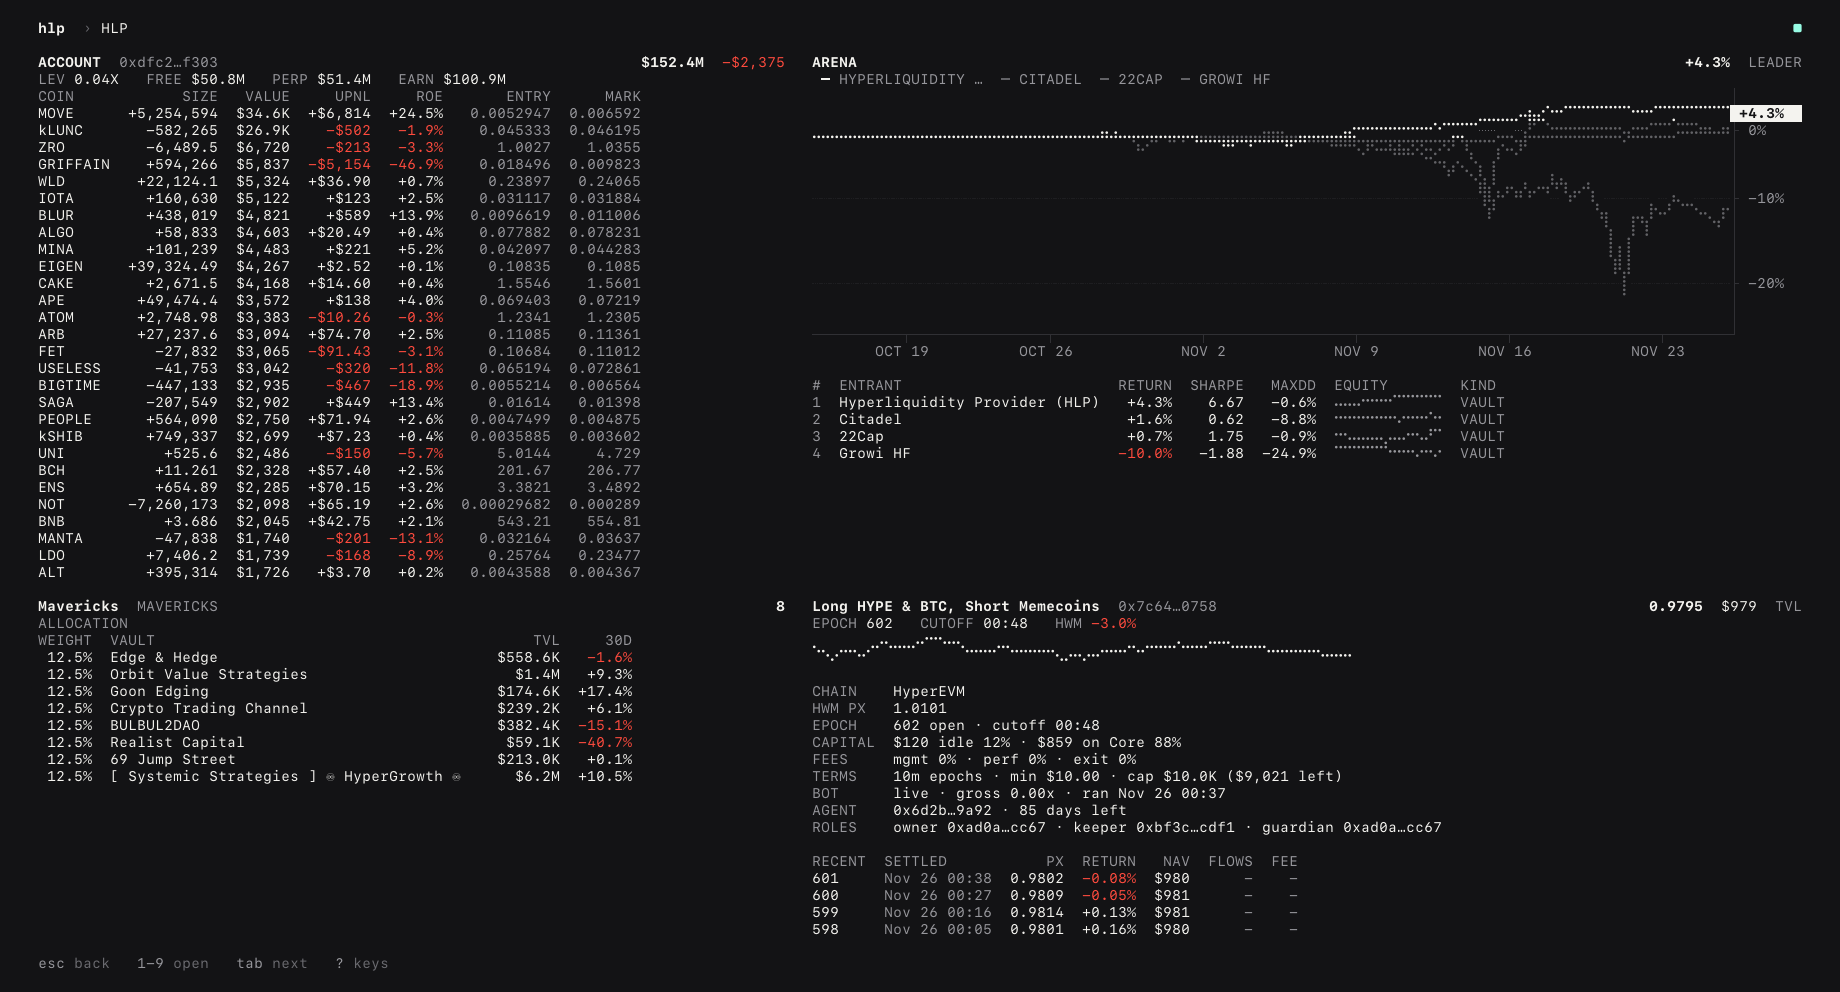 hlp › HLP
ACCOUNT 0xdfc2…f303 $152.4M −$2,375
LEV 0.04X FREE $50.8M PERP $51.4M EARN $100.9M
COIN SIZE VALUE UPNL ROE ENTRY MARK
MOVE +5,254,594 $34.6K +$6,814 +24.5% 0.0052947 0.006592
kLUNC −582,265 $26.9K −$502 −1.9% 0.045333 0.046195
ZRO −6,489.5 $6,720 −$213 −3.3% 1.0027 1.0355
GRIFFAIN +594,266 $5,837 −$5,154 −46.9% 0.018496 0.009823
WLD +22,124.1 $5,324 +$36.90 +0.7% 0.23897 0.24065
IOTA +160,630 $5,122 +$123 +2.5% 0.031117 0.031884
BLUR +438,019 $4,821 +$589 +13.9% 0.0096619 0.011006
ALGO +58,833 $4,603 +$20.49 +0.4% 0.077882 0.078231
MINA +101,239 $4,483 +$221 +5.2% 0.042097 0.044283
EIGEN +39,324.49 $4,267 +$2.52 +0.1% 0.10835 0.1085
CAKE +2,671.5 $4,168 +$14.60 +0.4% 1.5546 1.5601
APE +49,474.4 $3,572 +$138 +4.0% 0.069403 0.07219
ATOM +2,748.98 $3,383 −$10.26 −0.3% 1.2341 1.2305
ARB +27,237.6 $3,094 +$74.70 +2.5% 0.11085 0.11361
FET −27,832 $3,065 −$91.43 −3.1% 0.10684 0.11012
USELESS −41,753 $3,042 −$320 −11.8% 0.065194 0.072861
BIGTIME −447,133 $2,935 −$467 −18.9% 0.0055214 0.006564
SAGA −207,549 $2,902 +$449 +13.4% 0.01614 0.01398
PEOPLE +564,090 $2,750 +$71.94 +2.6% 0.0047499 0.004875
kSHIB +749,337 $2,699 +$7.23 +0.4% 0.0035885 0.003602
UNI +525.6 $2,486 −$150 −5.7% 5.0144 4.729
BCH +11.261 $2,328 +$57.40 +2.5% 201.67 206.77
ENS +654.89 $2,285 +$70.15 +3.2% 3.3821 3.4892
NOT −7,260,173 $2,098 +$65.19 +2.6% 0.00029682 0.000289
BNB +3.686 $2,045 +$42.75 +2.1% 543.21 554.81
MANTA −47,838 $1,740 −$201 −13.1% 0.032164 0.03637
LDO +7,406.2 $1,739 −$168 −8.9% 0.25764 0.23477
ALT +395,314 $1,726 +$3.70 +0.2% 0.0043588 0.004367
ARENA +4.3% LEADER
HYPERLIQUIDITY … CITADEL 22CAP GROWI HF
+4.3%
0%
−10%
−20%
OCT 19 OCT 26 NOV 2 NOV 9 NOV 16 NOV 23
# ENTRANT RETURN SHARPE MAXDD EQUITY KIND
1 Hyperliquidity Provider (HLP) +4.3% 6.67 −0.6% VAULT
2 Citadel +1.6% 0.62 −8.8% VAULT
3 22Cap +0.7% 1.75 −0.9% VAULT
4 Growi HF −10.0% −1.88 −24.9% VAULT
Mavericks MAVERICKS 8
ALLOCATION
WEIGHT VAULT TVL 30D
12.5% Edge & Hedge $558.6K −1.6%
12.5% Orbit Value Strategies $1.4M +9.3%
12.5% Goon Edging $174.6K +17.4%
12.5% Crypto Trading Channel $239.2K +6.1%
12.5% BULBUL2DAO $382.4K −15.1%
12.5% Realist Capital $59.1K −40.7%
12.5% 69 Jump Street $213.0K +0.1%
12.5% [ Systemic Strategies ] ♾ HyperGrowth ♾ $6.2M +10.5%
Long HYPE & BTC, Short Memecoins 0x7c64…0758 0.9795 $979 TVL
EPOCH 602 CUTOFF 00:48 HWM −3.0%
CHAIN HyperEVM
HWM PX 1.0101
EPOCH 602 open · cutoff 00:48
CAPITAL $120 idle 12% · $859 on Core 88%
FEES mgmt 0% · perf 0% · exit 0%
TERMS 10m epochs · min $10.00 · cap $10.0K ($9,021 left)
BOT live · gross 0.00x · ran Nov 26 00:37
AGENT 0x6d2b…9a92 · 85 days left
ROLES owner 0xad0a…cc67 · keeper 0xbf3c…cdf1 · guardian 0xad0a…cc67
RECENT SETTLED PX RETURN NAV FLOWS FEE
601 Nov 26 00:38 0.9802 −0.08% $980 − −
600 Nov 26 00:27 0.9809 −0.05% $981 − −
599 Nov 26 00:16 0.9814 +0.13% $981 − −
598 Nov 26 00:05 0.9801 +0.16% $980 − −
esc back 1−9 open tab next ? keys